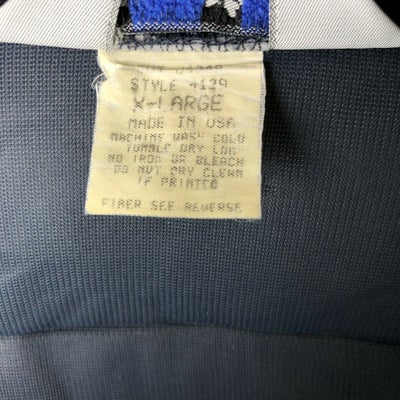 STYLE 4139
X-LARGE
MADE IN USA
MACHINE WASH COLD
TUMBLE DRY LOW
NO IRON OR BLEACH
DO NOT DRY CLEAN
IF PRINTED
FIBER SEE REVERSE